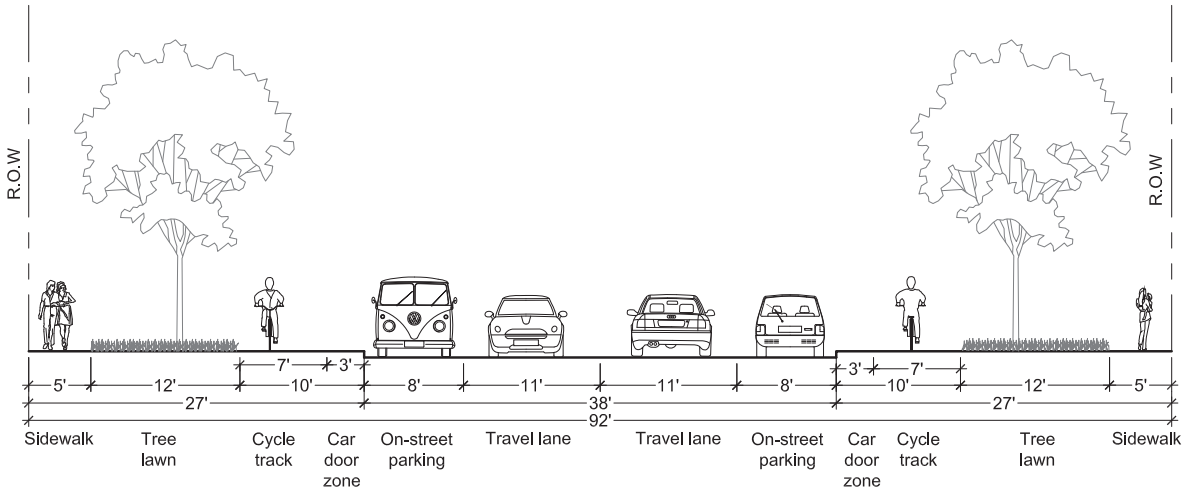 R.O.W
R.O.W
7' 3' 3' 7'
5' 12' 10' 8' 11' 11' 8' 10' 12' 5'
27' 38' 27'
92'
Sidewalk Tree Cycle Car On-street Travel lane Travel lane On-street Car Cycle Tree Sidewalk
lawn track door parking parking door track lawn
zone zone